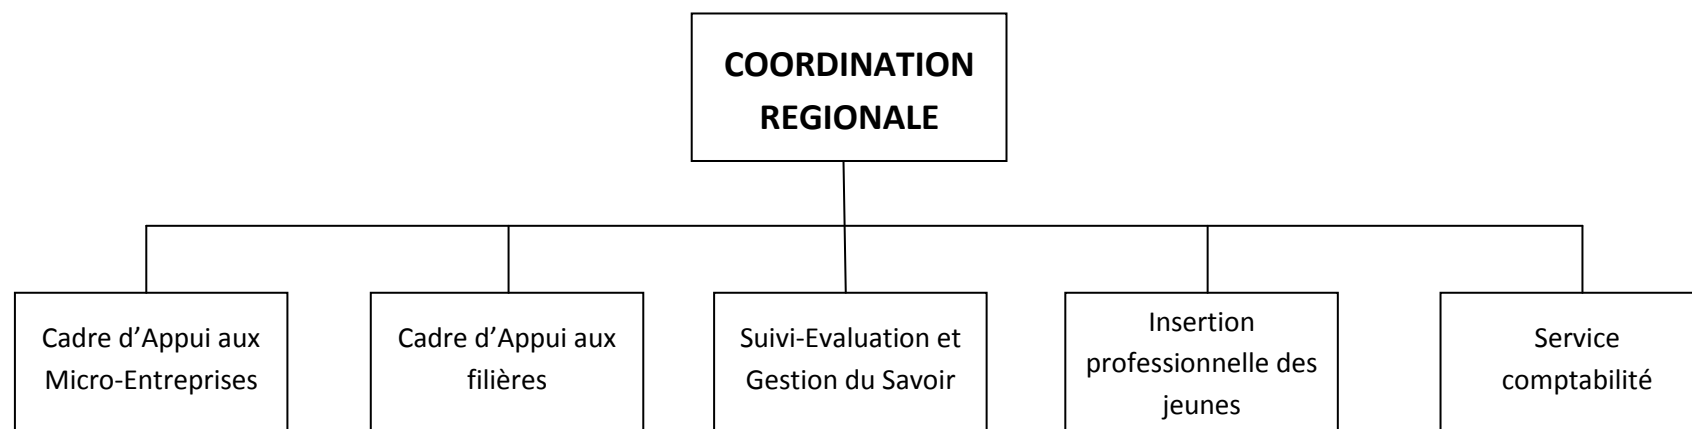 COORDINATION
REGIONALE
Cadre d’Appui aux
Micro-Entreprises
Cadre d’Appui aux
filières
Suivi-Evaluation et
Gestion du Savoir
Insertion
professionnelle des
jeunes
Service
comptabilité